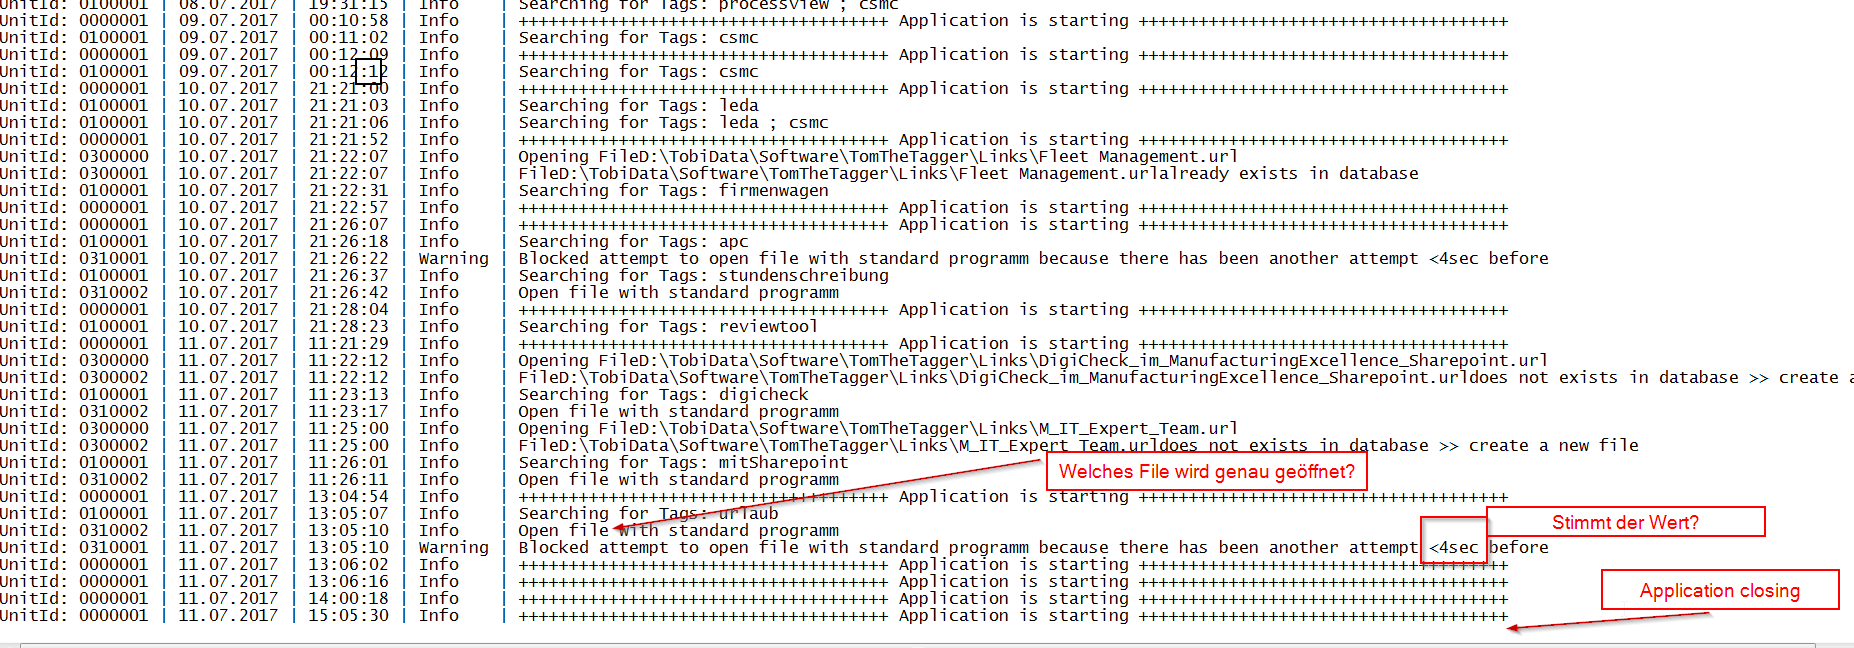 UnitId: 0100001 | 08.07.2017 | 19:31:15 | Info | Searching for Tags: processview ; csmc
UnitId: 0000001 | 09.07.2017 | 00:10:58 | Info | +++++++++++++++++++++++++++++++++++++ Application is starting +++++++++++++++++++++++++++++++++++++
UnitId: 0100001 | 09.07.2017 | 00:11:02 | Info | Searching for Tags: csmc
UnitId: 0000001 | 09.07.2017 | 00:12:09 | Info | +++++++++++++++++++++++++++++++++++++ Application is starting +++++++++++++++++++++++++++++++++++++
UnitId: 0100001 | 09.07.2017 | 00:12:12 | Info | Searching for Tags: csmc
UnitId: 0000001 | 10.07.2017 | 21:21:00 | Info | +++++++++++++++++++++++++++++++++++++ Application is starting +++++++++++++++++++++++++++++++++++++
UnitId: 0100001 | 10.07.2017 | 21:21:03 | Info | Searching for Tags: leda
UnitId: 0100001 | 10.07.2017 | 21:21:06 | Info | Searching for Tags: leda ; csmc
UnitId: 0000001 | 10.07.2017 | 21:21:52 | Info | +++++++++++++++++++++++++++++++++++++ Application is starting +++++++++++++++++++++++++++++++++++++
UnitId: 0300000 | 10.07.2017 | 21:22:07 | Info | Opening FileD:\TobiData\Software\TomTheTagger\Links\Fleet Management.url
UnitId: 0300001 | 10.07.2017 | 21:22:07 | Info | FileD:\TobiData\Software\TomTheTagger\Links\Fleet Management.urlalready exists in database
UnitId: 0100001 | 10.07.2017 | 21:22:31 | Info | Searching for Tags: firmenwagen
UnitId: 0000001 | 10.07.2017 | 21:22:57 | Info | +++++++++++++++++++++++++++++++++++++ Application is starting +++++++++++++++++++++++++++++++++++++
UnitId: 0000001 | 10.07.2017 | 21:26:07 | Info | +++++++++++++++++++++++++++++++++++++ Application is starting +++++++++++++++++++++++++++++++++++++
UnitId: 0100001 | 10.07.2017 | 21:26:18 | Info | Searching for Tags: apc
UnitId: 0310001 | 10.07.2017 | 21:26:22 | Warning | Blocked attempt to open file with standard programm because there has been another attempt <4sec before
UnitId: 0100001 | 10.07.2017 | 21:26:37 | Info | Searching for Tags: stundenschreibung
UnitId: 0310002 | 10.07.2017 | 21:26:42 | Info | Open file with standard programm
UnitId: 0000001 | 10.07.2017 | 21:28:04 | Info | +++++++++++++++++++++++++++++++++++++ Application is starting +++++++++++++++++++++++++++++++++++++
UnitId: 0100001 | 10.07.2017 | 21:28:23 | Info | Searching for Tags: reviewtool
UnitId: 0000001 | 11.07.2017 | 11:21:29 | Info | +++++++++++++++++++++++++++++++++++++ Application is starting +++++++++++++++++++++++++++++++++++++
UnitId: 0300000 | 11.07.2017 | 11:22:12 | Info | Opening FileD:\TobiData\Software\TomTheTagger\Links\DigiCheck_im_ManufacturingExcellence_Sharepoint.url
UnitId: 0300002 | 11.07.2017 | 11:22:12 | Info | FileD:\TobiData\Software\TomTheTagger\Links\DigiCheck_im_ManufacturingExcellence_Sharepoint.urldoes not exists in database >> create a
UnitId: 0100001 | 11.07.2017 | 11:23:13 | Info | Searching for Tags: digicheck
UnitId: 0310002 | 11.07.2017 | 11:23:17 | Info | Open file with standard programm
UnitId: 0300000 | 11.07.2017 | 11:25:00 | Info | Opening FileD:\TobiData\Software\TomTheTagger\Links\M_IT_Expert_Team.url
UnitId: 0300002 | 11.07.2017 | 11:25:00 | Info | FileD:\TobiData\Software\TomTheTagger\Links\M_IT_Expert_Team.urldoes not exists in database >> create a new file
UnitId: 0100001 | 11.07.2017 | 11:26:01 | Info | Searching for Tags: mitSharepoint
Welches File wird genau geöffnet?
UnitId: 0310002 | 11.07.2017 | 11:26:11 | Info | Open file with standard programm
UnitId: 0000001 | 11.07.2017 | 13:04:54 | Info | +++++++++++++++++++++++++++++++++++++ Application is starting +++++++++++++++++++++++++++++++++++++
UnitId: 0100001 | 11.07.2017 | 13:05:07 | Info | Searching for Tags: urlaub
Stimmt der Wert?
UnitId: 0310002 | 11.07.2017 | 13:05:10 | Info | Open file with standard programm
UnitId: 0310001 | 11.07.2017 | 13:05:10 | Warning | Blocked attempt to open file with standard programm because there has been another attempt <4sec before
UnitId: 0000001 | 11.07.2017 | 13:06:02 | Info | +++++++++++++++++++++++++++++++++++++ Application is starting +++++++++++++++++++++++++++++++++++++
UnitId: 0000001 | 11.07.2017 | 13:06:16 | Info | +++++++++++++++++++++++++++++++++++++ Application is starting +++++++++++++++++++++++++++++++++++++
Application closing
UnitId: 0000001 | 11.07.2017 | 14:00:18 | Info | +++++++++++++++++++++++++++++++++++++ Application is starting +++++++++++++++++++++++++++++++++++++
UnitId: 0000001 | 11.07.2017 | 15:05:30 | Info | +++++++++++++++++++++++++++++++++++++ Application is starting +++++++++++++++++++++++++++++++++++++